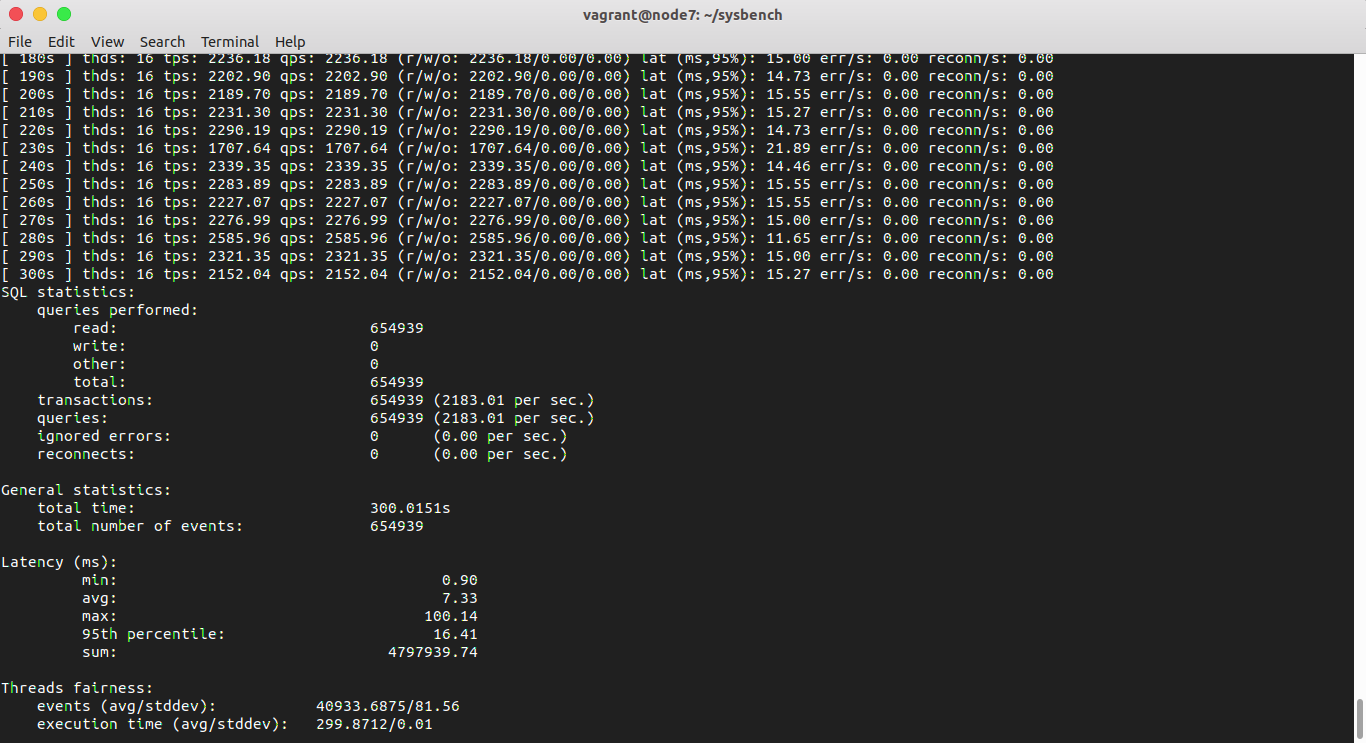 vagrant@node7: ~/sysbench
File Edit View Search Terminal Help
[ 180s ] thds: 16 tps: 2236.18 qps: 2236.18 (r/w/o: 2236.18/0.00/0.00) lat (ms,95%): 15.00 err/s: 0.00 reconn/s: 0.00
[ 190s ] thds: 16 tps: 2202.90 qps: 2202.90 (r/w/o: 2202.90/0.00/0.00) lat (ms,95%): 14.73 err/s: 0.00 reconn/s: 0.00
[ 200s ] thds: 16 tps: 2189.70 qps: 2189.70 (r/w/o: 2189.70/0.00/0.00) lat (ms,95%): 15.55 err/s: 0.00 reconn/s: 0.00
[ 210s ] thds: 16 tps: 2231.30 qps: 2231.30 (r/w/o: 2231.30/0.00/0.00) lat (ms,95%): 15.27 err/s: 0.00 reconn/s: 0.00
[ 220s ] thds: 16 tps: 2290.19 qps: 2290.19 (r/w/o: 2290.19/0.00/0.00) lat (ms,95%): 14.73 err/s: 0.00 reconn/s: 0.00
[ 230s ] thds: 16 tps: 1707.64 qps: 1707.64 (r/w/o: 1707.64/0.00/0.00) lat (ms,95%): 21.89 err/s: 0.00 reconn/s: 0.00
[ 240s ] thds: 16 tps: 2339.35 qps: 2339.35 (r/w/o: 2339.35/0.00/0.00) lat (ms,95%): 14.46 err/s: 0.00 reconn/s: 0.00
[ 250s ] thds: 16 tps: 2283.89 qps: 2283.89 (r/w/o: 2283.89/0.00/0.00) lat (ms,95%): 15.55 err/s: 0.00 reconn/s: 0.00
[ 260s ] thds: 16 tps: 2227.07 qps: 2227.07 (r/w/o: 2227.07/0.00/0.00) lat (ms,95%): 15.55 err/s: 0.00 reconn/s: 0.00
[ 270s ] thds: 16 tps: 2276.99 qps: 2276.99 (r/w/o: 2276.99/0.00/0.00) lat (ms,95%): 15.00 err/s: 0.00 reconn/s: 0.00
[ 280s ] thds: 16 tps: 2585.96 qps: 2585.96 (r/w/o: 2585.96/0.00/0.00) lat (ms,95%): 11.65 err/s: 0.00 reconn/s: 0.00
[ 290s ] thds: 16 tps: 2321.35 qps: 2321.35 (r/w/o: 2321.35/0.00/0.00) lat (ms,95%): 15.00 err/s: 0.00 reconn/s: 0.00
[ 300s ] thds: 16 tps: 2152.04 qps: 2152.04 (r/w/o: 2152.04/0.00/0.00) lat (ms,95%): 15.27 err/s: 0.00 reconn/s: 0.00
SQL statistics:
queries performed:
read: 654939
write: 0
other: 0
total: 654939
transactions: 654939 (2183.01 per sec.)
queries: 654939 (2183.01 per sec.)
ignored errors: 0 (0.00 per sec.)
reconnects: 0 (0.00 per sec.)
General statistics:
total time: 300.0151s
total number of events: 654939
Latency (ms):
min: 0.90
avg: 7.33
max: 100.14
95th percentile: 16.41
sum: 4797939.74
Threads fairness:
events (avg/stddev): 40933.6875/81.56
execution time (avg/stddev): 299.8712/0.01